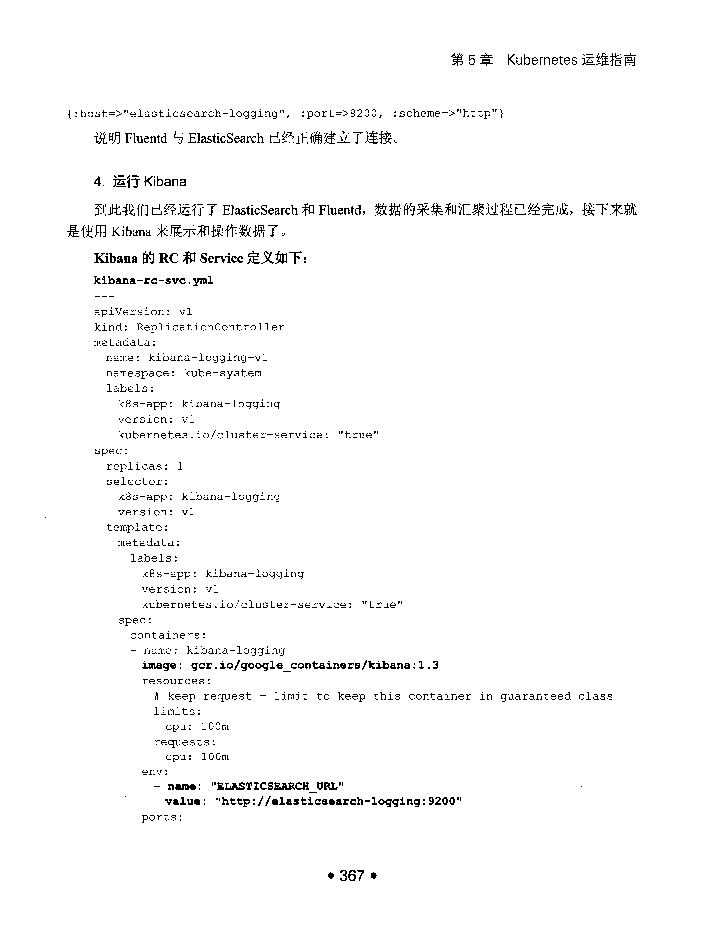 第 5 章 Kubernetes 运维指南
{:host=>"elasticsearch-logging", :port=>9200, :scheme=>"http"}
说明 Fluentd 与 ElasticSearch 已经正确建立了连接。
4. 运行 Kibana
到此我们已经运行了 ElasticSearch 和 Fluentd，数据的采集和汇聚过程已经完成，接下来就
是使用 Kibana 来展示和操作数据了。
Kibana 的 RC 和 Service 定义如下：
kibana-rc-svc.yml
---
apiVersion: v1
kind: ReplicationController
metadata:
  name: kibana-logging-v1
  namespace: kube-system
  labels:
    k8s-app: kibana-logging
    version: v1
    kubernetes.io/cluster-service: "true"
spec:
  replicas: 1
  selector:
    k8s-app: kibana-logging
    version: v1
  template:
    metadata:
      labels:
        k8s-app: kibana-logging
        version: v1
        kubernetes.io/cluster-service: "true"
    spec:
      containers:
      - name: kibana-logging
        image: gcr.io/google_containers/kibana:1.3
        resources:
          # keep request = limit to keep this container in guaranteed class
          limits:
            cpu: 100m
          requests:
            cpu: 100m
        env:
          - name: "ELASTICSEARCH_URL"
            value: "http://elasticsearch-logging:9200"
        ports:
• 367 •